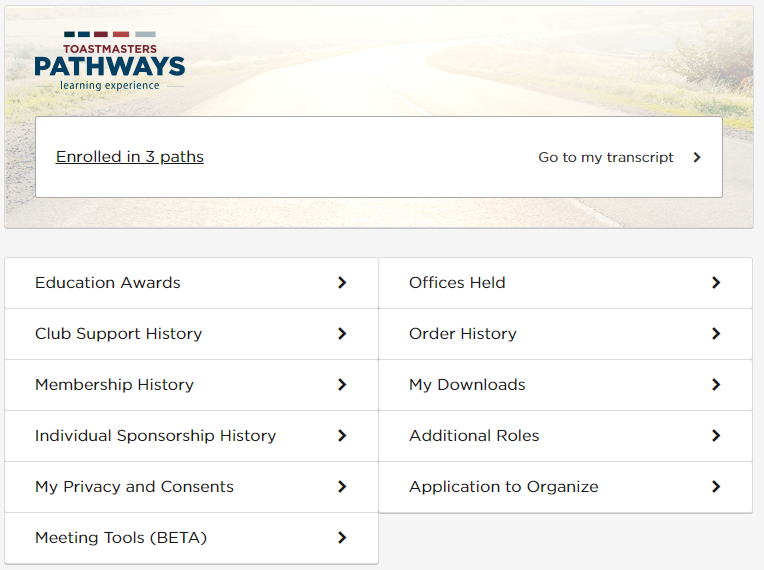 TOASTMASTERS
PATHWAYS
learning experience
Enrolled in 3 paths
Go to my transcript
Education Awards
Offices Held
Club Support History
Order History
Membership History
My Downloads
Individual Sponsorship History
Additional Roles
My Privacy and Consents
Application to Organize
Meeting Tools (BETA)